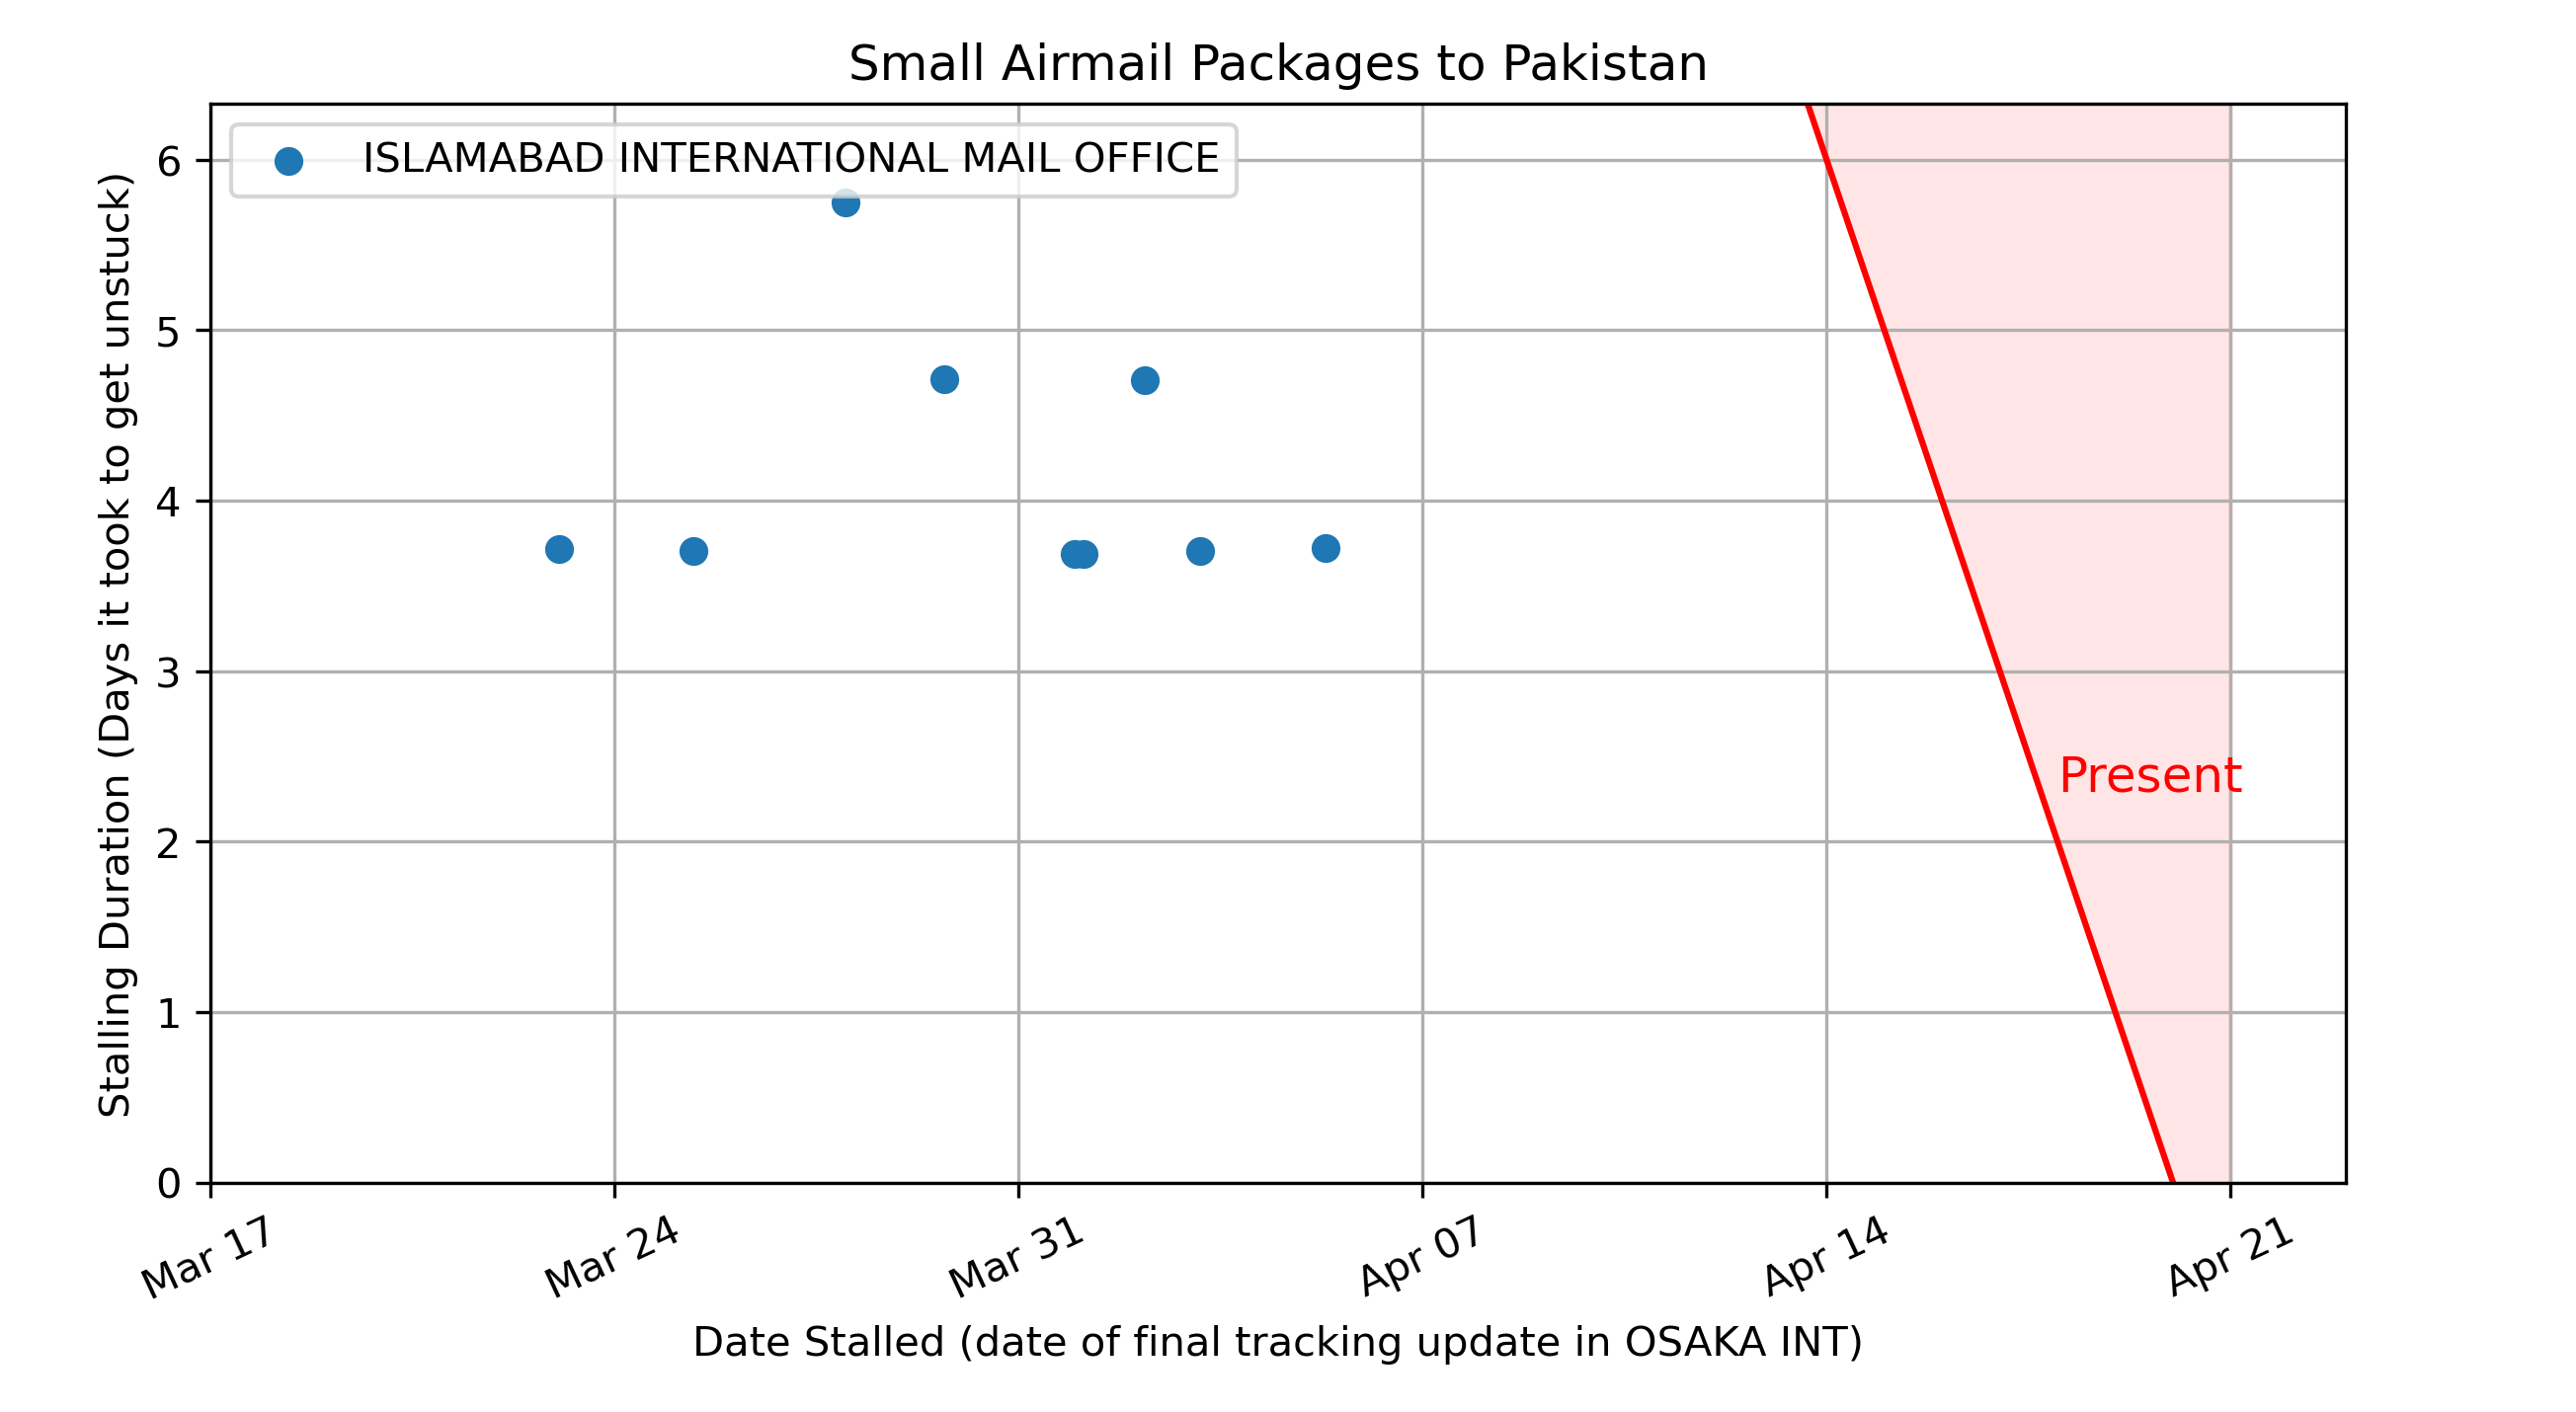 Small Airmail Packages to Pakistan
ISLAMABAD INTERNATIONAL MAIL OFFICE
Stalling Duration (Days it took to get unstuck)
6
5
4
3
2
1
0
Present
Mar 17
Mar 24
Mar 31
Apr 07
Apr 14
Apr 21
Date Stalled (date of final tracking update in OSAKA INT)